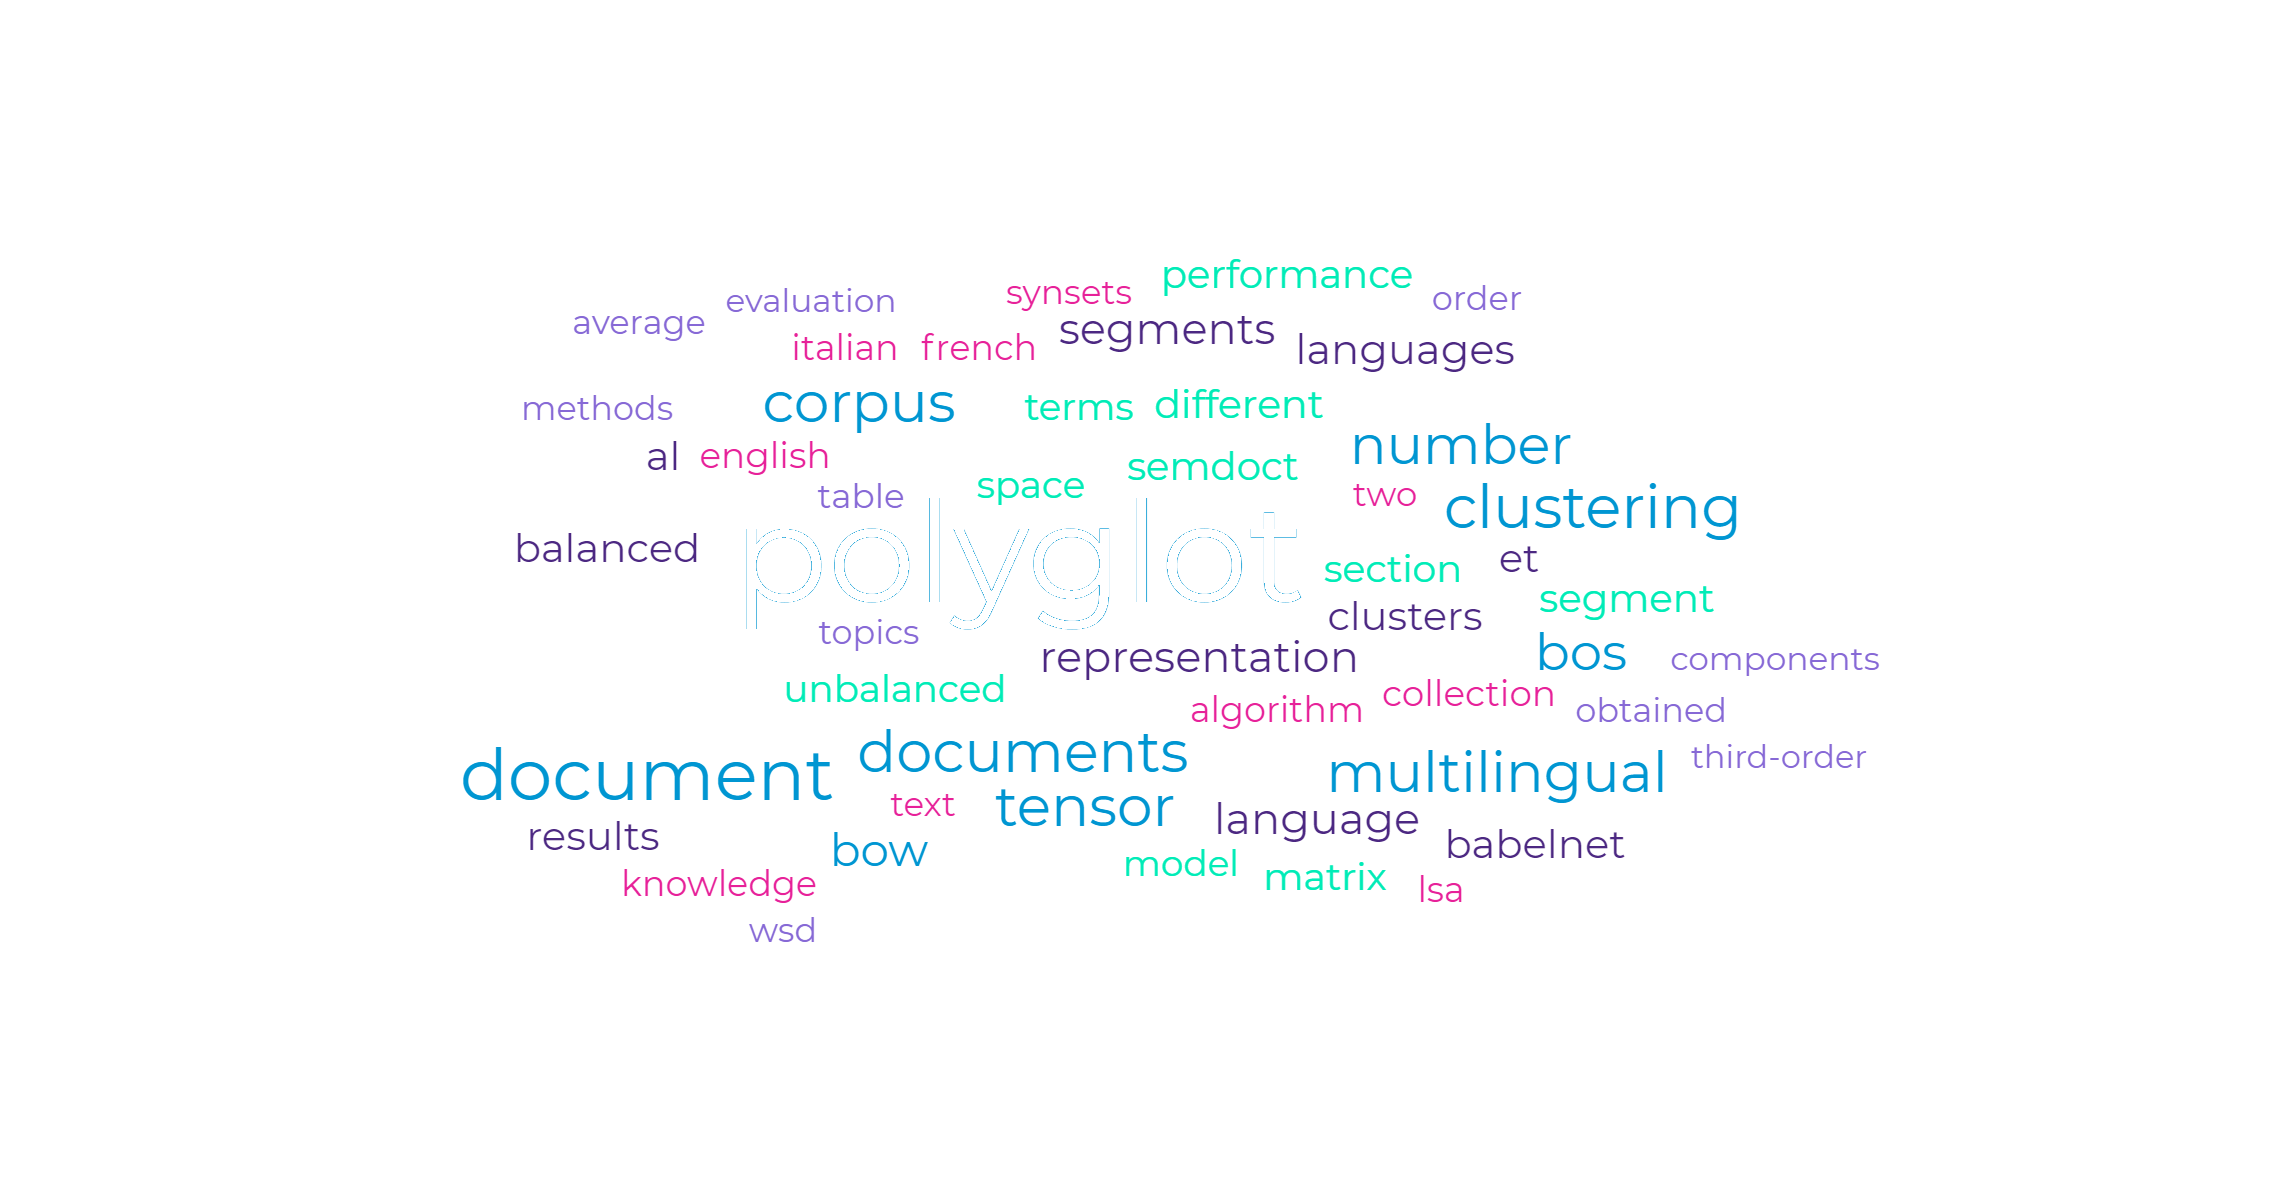 performance
synsets
order
evaluation
average
segments
italian french
languages
corpus
terms different
methods
number
al english
semdoct
space
two
table
clustering
polyglot
balanced
et
section
segment
clusters
topics
bos
representation
components
unbalanced
collection
algorithm
obtained
documents
third-order
document
multilingual
text
tensor
language
results
babelnet
bow
model
matrix
knowledge
lsa
wsd